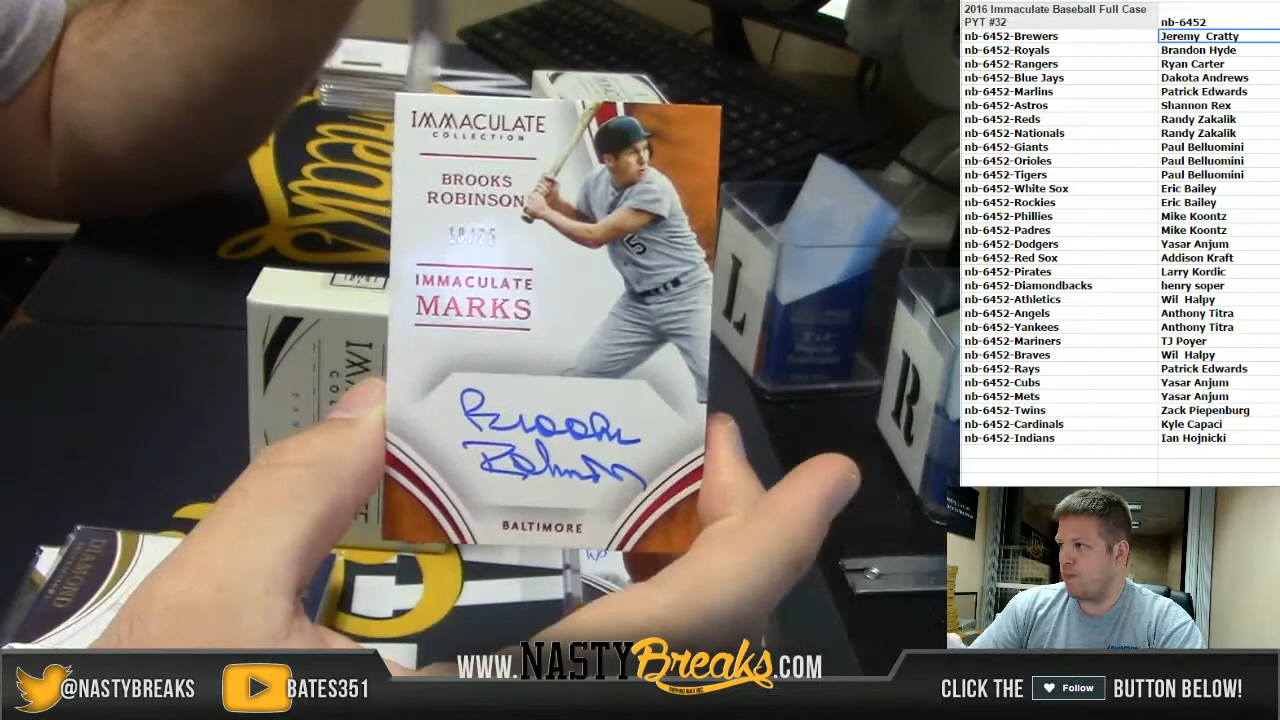 2016 Immaculate Baseball Full Case
PYT #32 nb-6452
nb-6452-Brewers Jeremy Cratty
nb-6452-Royals Brandon Hyde
nb-6452-Rangers Ryan Carter
nb-6452-Blue Jays Dakota Andrews
nb-6452-Marlins Patrick Edwards
nb-6452-Astros Shannon Rex
nb-6452-Reds Randy Zakalik
nb-6452-Nationals Randy Zakalik
nb-6452-Giants Paul Belluomini
nb-6452-Orioles Paul Belluomini
nb-6452-Tigers Paul Belluomini
nb-6452-White Sox Eric Bailey
nb-6452-Rockies Eric Bailey
nb-6452-Phillies Mike Koontz
nb-6452-Padres Mike Koontz
nb-6452-Dodgers Yasar Anjum
nb-6452-Red Sox Addison Kraft
nb-6452-Pirates Larry Kordic
nb-6452-Diamondbacks henry soper
nb-6452-Athletics Wil Halpy
nb-6452-Angels Anthony Titra
nb-6452-Yankees Anthony Titra
nb-6452-Mariners TJ Poyer
nb-6452-Braves Wil Halpy
nb-6452-Rays Patrick Edwards
nb-6452-Cubs Yasar Anjum
nb-6452-Mets Yasar Anjum
nb-6452-Twins Zack Piepenburg
nb-6452-Cardinals Kyle Capaci
nb-6452-Indians Ian Hojnicki
IMMACULATE
COLLECTION
BROOKS
ROBINSON
IMMACULATE
MARKS
5
Brooks
Robinson
BALTIMORE
L
R
DIAMOND
@NASTYBREAKS
BATES351
WWW.NASTYBreaks.COM
CLICK THE Follow BUTTON BELOW!